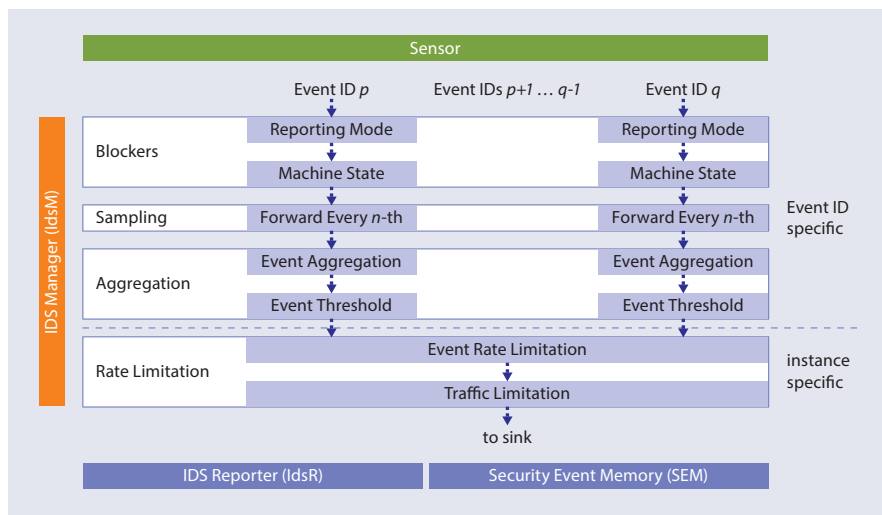 Sensor
Event ID p
Event IDs p+1 … q-1
Event ID q
IDS Manager (IdsM)
Blockers
Reporting Mode
Reporting Mode
Machine State
Machine State
Sampling
Forward Every n-th
Forward Every n-th
Event ID
specific
Aggregation
Event Aggregation
Event Aggregation
Event Threshold
Event Threshold
Rate Limitation
Event Rate Limitation
Traffic Limitation
instance
specific
to sink
IDS Reporter (IdsR)
Security Event Memory (SEM)